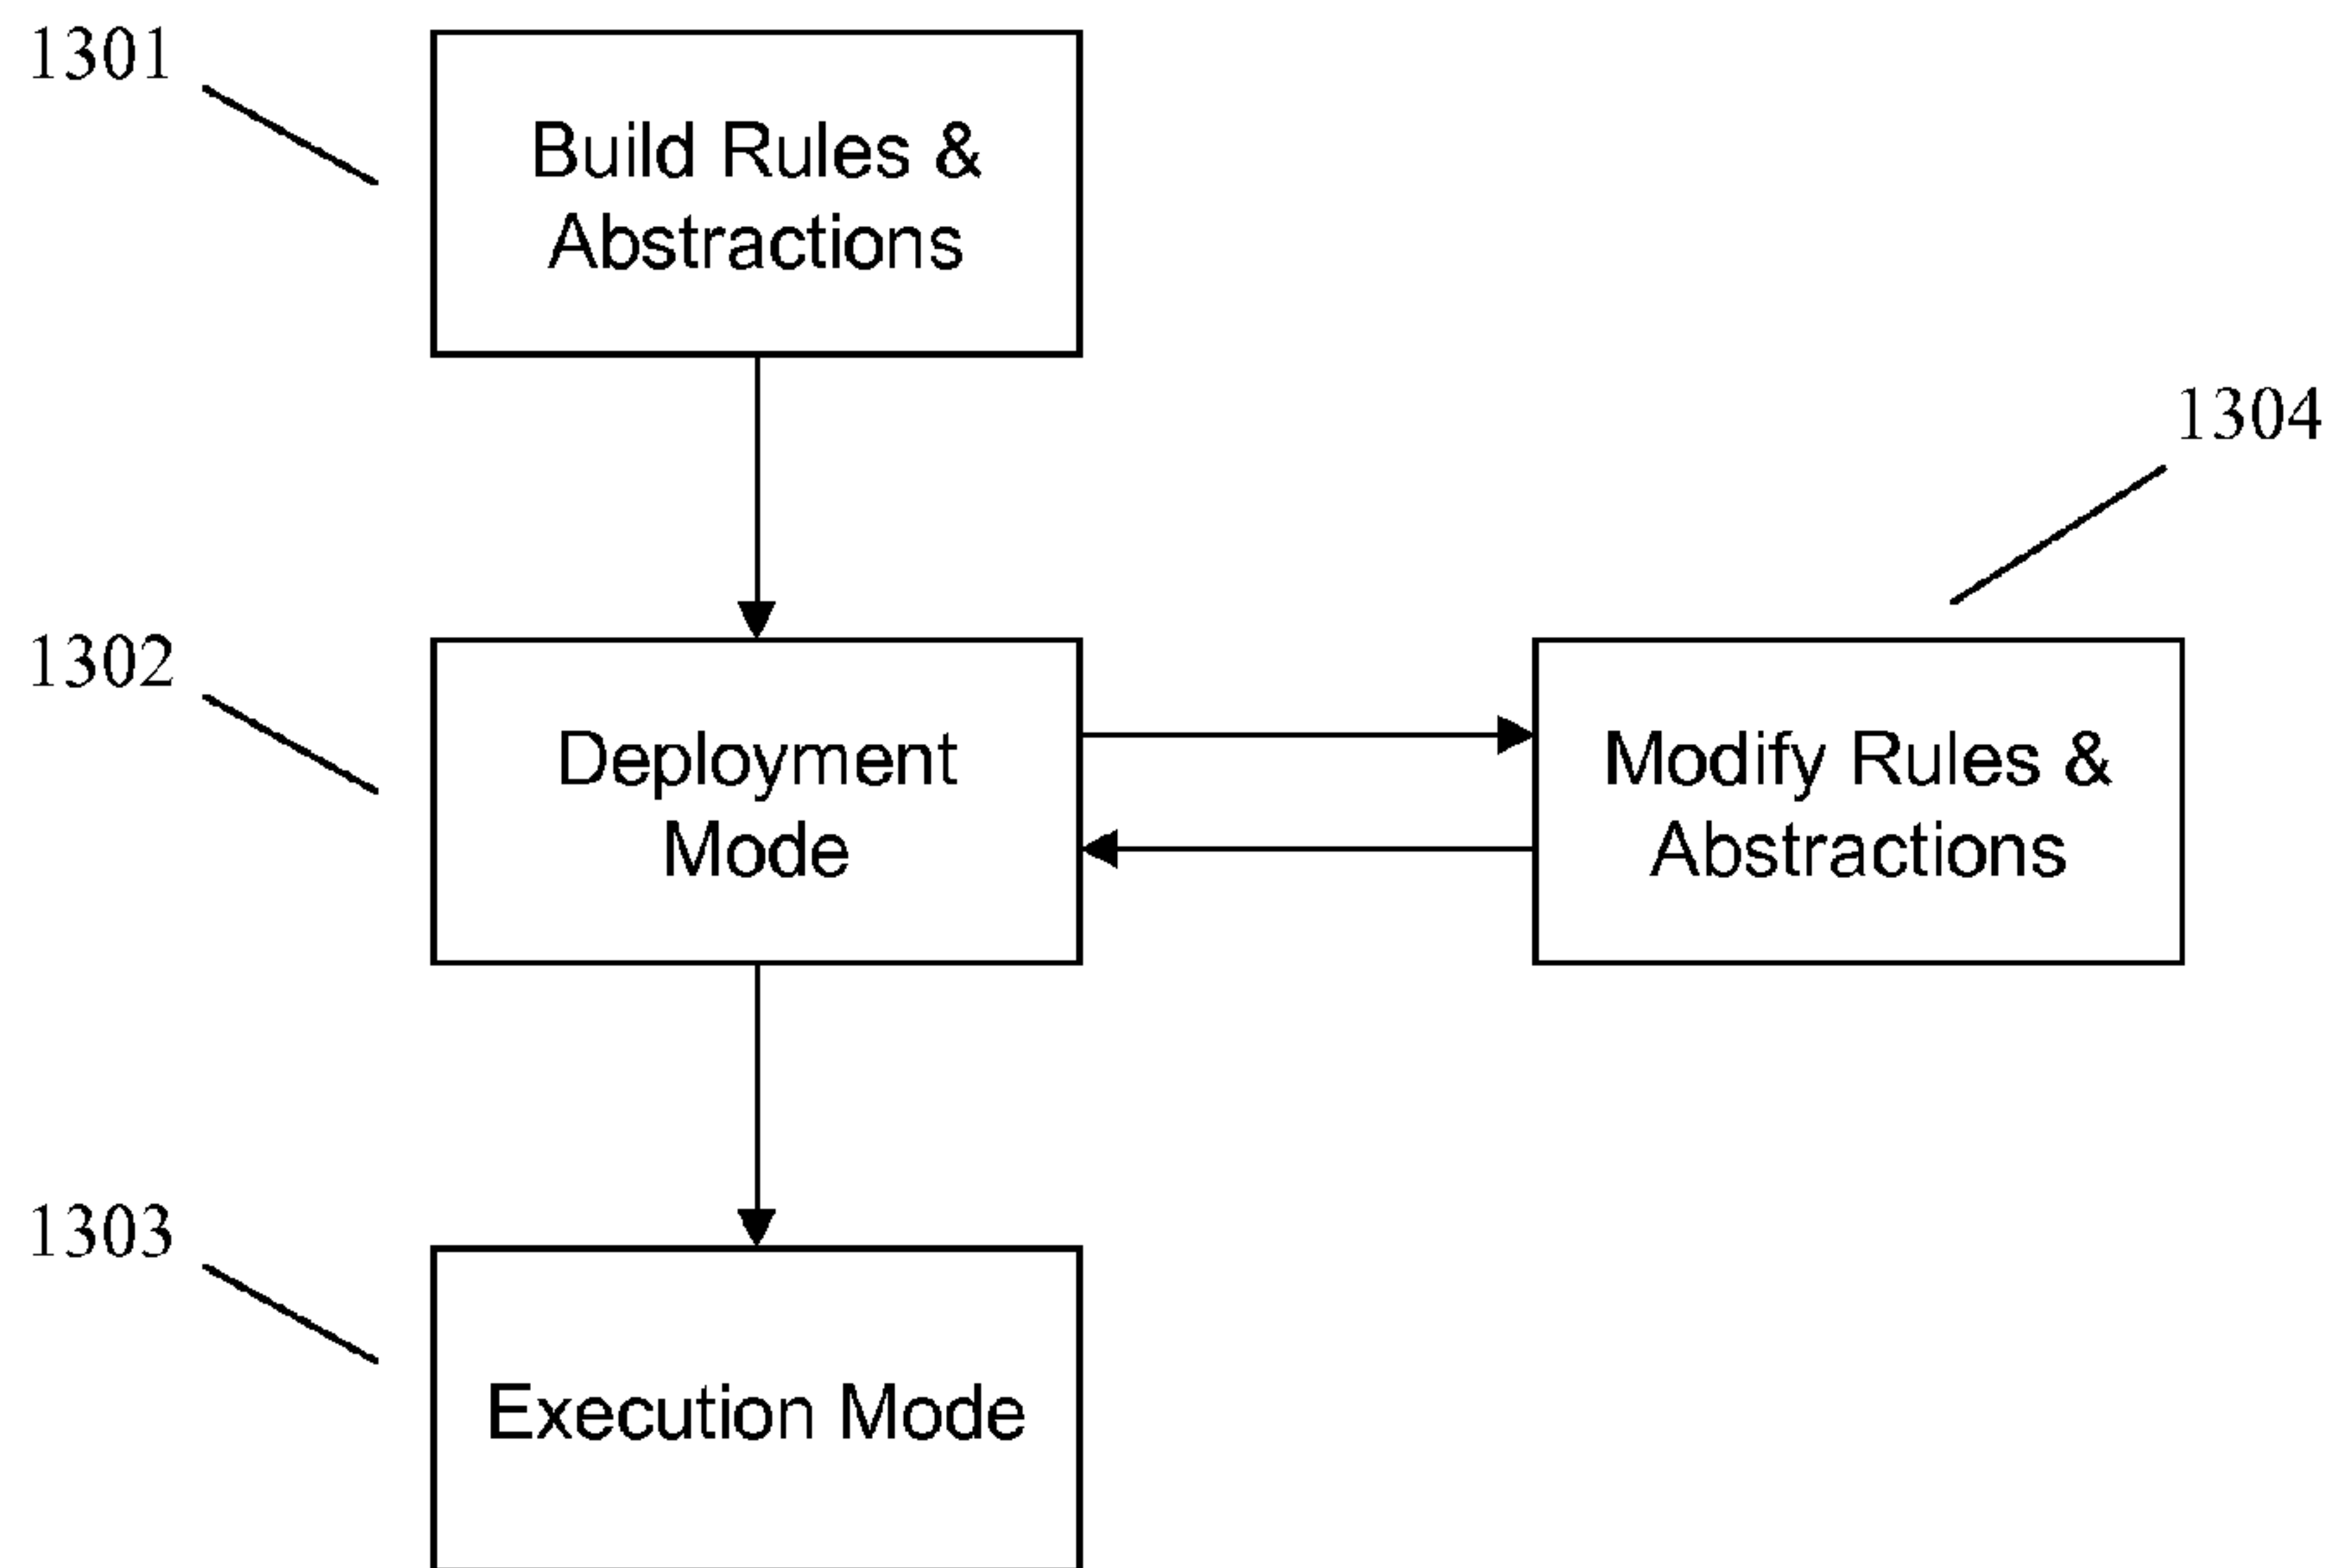 1301
Build Rules &
Abstractions
1304
1302
Deployment
Mode
Modify Rules &
Abstractions
1303
Execution Mode